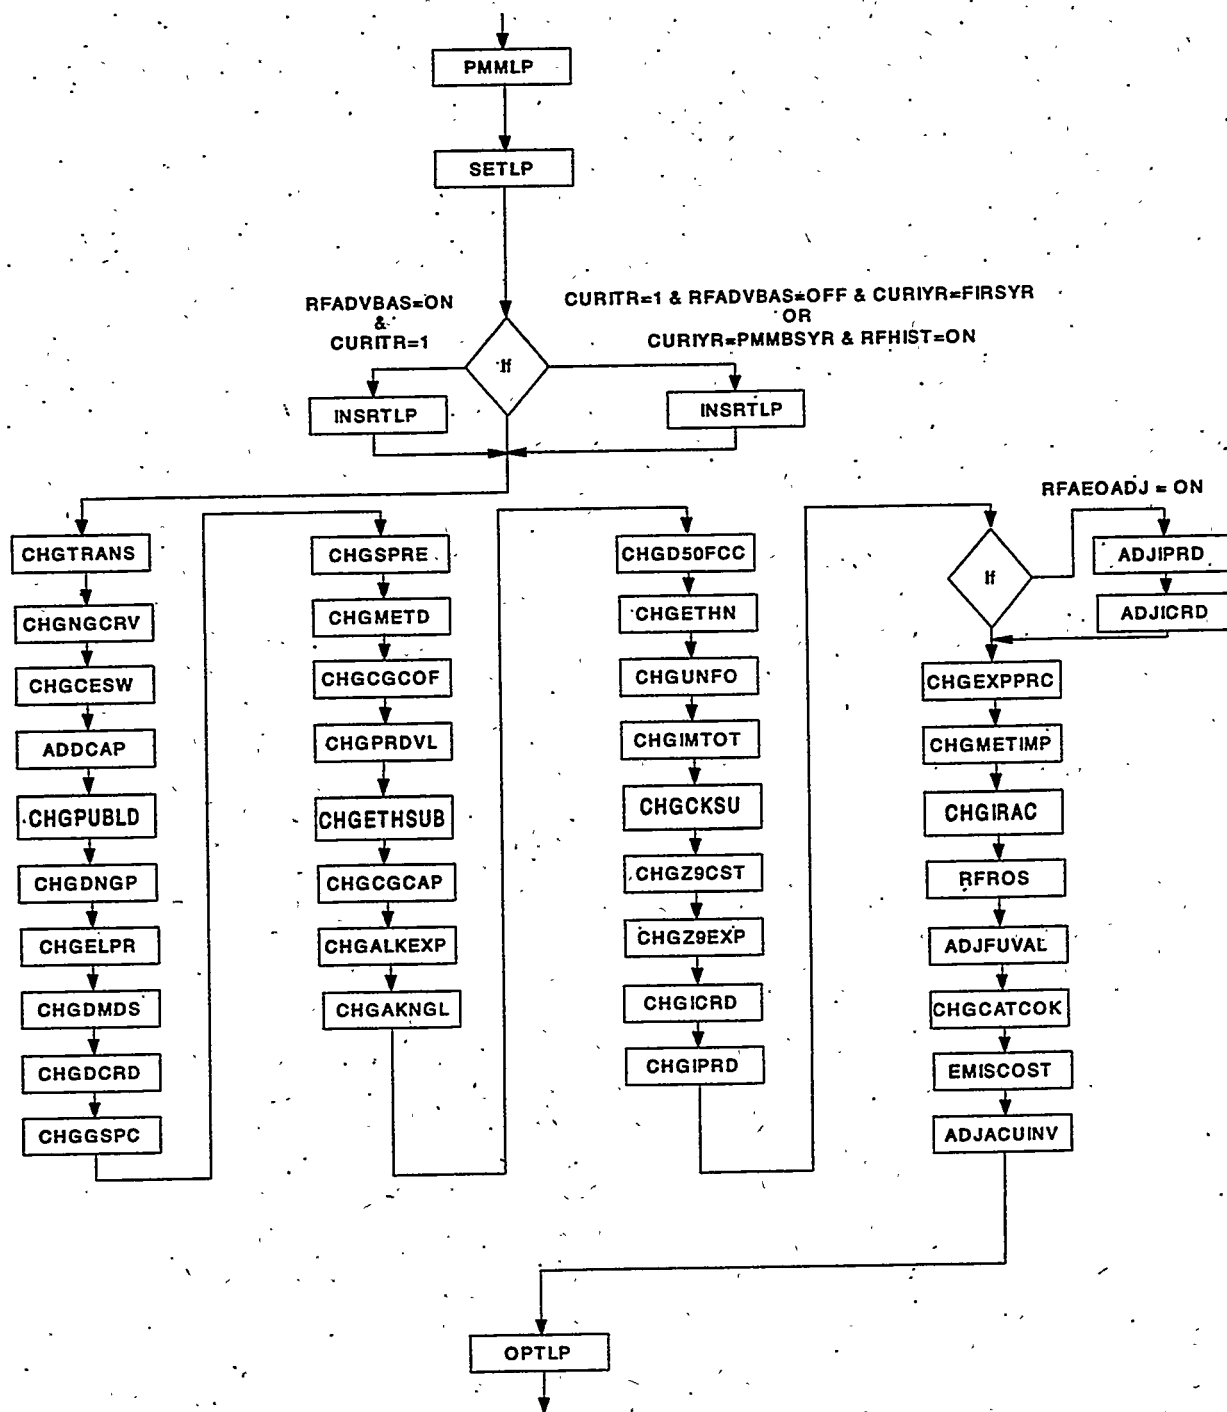 PMMLP
SETLP
RFADVBAS=ON
&
CURITR=1
CURITR=1 & RFADVBAS=OFF & CURIYR=FIRSYR
OR
CURIYR=PMMBSYR & RFHIST=ON
If
INSRTLP
INSRTLP
CHGTRANS
CHGNGCRV
CHGCESW
ADDCAP
CHGPUBLD
CHGDNGP
CHGELPR
CHGDMDS
CHGDCRD
CHGGSPC
CHGSPRE
CHGMETD
CHGCGCOF
CHGPRDVL
CHGETHSUB
CHGCGCAP
CHGALKEXP
CHGAKNGL
CHGD50FCC
CHGETHN
CHGUNFO
CHGIMTOT
CHGCKSU
CHGZ9CST
CHGZ9EXP
CHGICRD
CHGIPRD
RFAEOADJ = ON
If
ADJIPRD
ADJICRD
CHGEXPPRC
CHGMETIMP
CHGIRAC
RFROS
ADJFUVAL
CHGCATCOK
EMISCOST
ADJACUINV
OPTLP